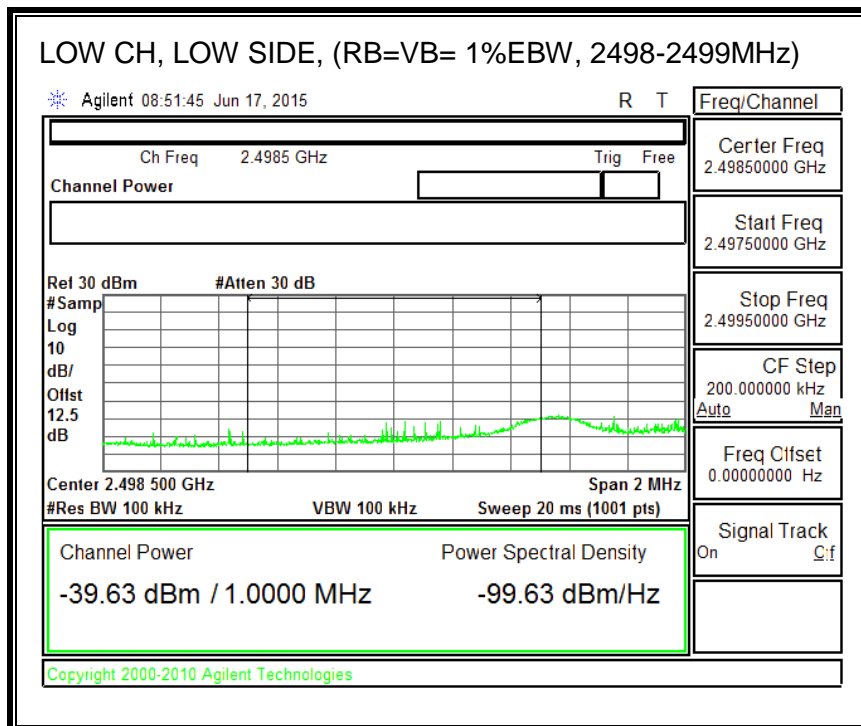 LOW CH, LOW SIDE, (RB=VB= 1%EBW, 2498-2499MHz)
Agilent 08:51:45 Jun 17, 2015 R T
Freq/Channel
Ch Freq 2.4985 GHz Trig Free
Channel Power
Center Freq
2.49850000 GHz
Start Freq
2.49750000 GHz
Stop Freq
2.49950000 GHz
CF Step
200.000000 kHz
Auto Man
Freq Offset
0.00000000 Hz
Signal Track
On Off
Ref 30 dBm #Atten 30 dB
#Samp
Log
10
dB/
Offst
12.5
dB
Center 2.498 500 GHz Span 2 MHz
#Res BW 100 kHz VBW 100 kHz Sweep 20 ms (1001 pts)
Channel Power Power Spectral Density
-39.63 dBm / 1.0000 MHz -99.63 dBm/Hz
Copyright 2000-2010 Agilent Technologies